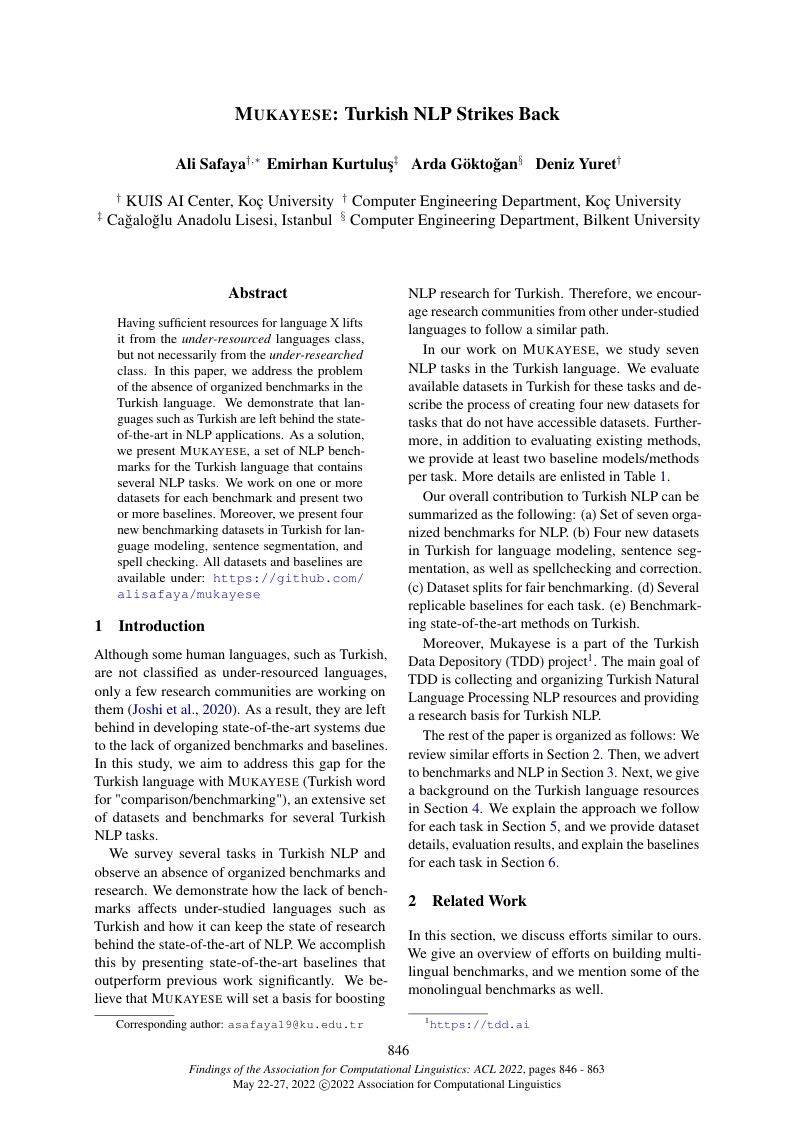 MUKAYESE: Turkish NLP Strikes Back
Ali Safaya†,∗ Emirhan Kurtuluş‡ Arda Göktoğan§ Deniz Yuret†
† KUIS AI Center, Koç University † Computer Engineering Department, Koç University
‡ Cağaloğlu Anadolu Lisesi, Istanbul § Computer Engineering Department, Bilkent University
Abstract
Having sufficient resources for language X lifts
it from the under-resourced languages class,
but not necessarily from the under-researched
class. In this paper, we address the problem
of the absence of organized benchmarks in the
Turkish language. We demonstrate that lan-
guages such as Turkish are left behind the state-
of-the-art in NLP applications. As a solution,
we present MUKAYESE, a set of NLP bench-
marks for the Turkish language that contains
several NLP tasks. We work on one or more
datasets for each benchmark and present two
or more baselines. Moreover, we present four
new benchmarking datasets in Turkish for lan-
guage modeling, sentence segmentation, and
spell checking. All datasets and baselines are
available under: https://github.com/
alisafaya/mukayese
1 Introduction
Although some human languages, such as Turkish,
are not classified as under-resourced languages,
only a few research communities are working on
them (Joshi et al., 2020). As a result, they are left
behind in developing state-of-the-art systems due
to the lack of organized benchmarks and baselines.
In this study, we aim to address this gap for the
Turkish language with MUKAYESE (Turkish word
for "comparison/benchmarking"), an extensive set
of datasets and benchmarks for several Turkish
NLP tasks.
We survey several tasks in Turkish NLP and
observe an absence of organized benchmarks and
research. We demonstrate how the lack of bench-
marks affects under-studied languages such as
Turkish and how it can keep the state of research
behind the state-of-the-art of NLP. We accomplish
this by presenting state-of-the-art baselines that
outperform previous work significantly. We be-
lieve that MUKAYESE will set a basis for boosting
Corresponding author: asafaya19@ku.edu.tr
NLP research for Turkish. Therefore, we encour-
age research communities from other under-studied
languages to follow a similar path.
In our work on MUKAYESE, we study seven
NLP tasks in the Turkish language. We evaluate
available datasets in Turkish for these tasks and de-
scribe the process of creating four new datasets for
tasks that do not have accessible datasets. Further-
more, in addition to evaluating existing methods,
we provide at least two baseline models/methods
per task. More details are enlisted in Table 1.
Our overall contribution to Turkish NLP can be
summarized as the following: (a) Set of seven orga-
nized benchmarks for NLP. (b) Four new datasets
in Turkish for language modeling, sentence seg-
mentation, as well as spellchecking and correction.
(c) Dataset splits for fair benchmarking. (d) Several
replicable baselines for each task. (e) Benchmark-
ing state-of-the-art methods on Turkish.
Moreover, Mukayese is a part of the Turkish
Data Depository (TDD) project1. The main goal of
TDD is collecting and organizing Turkish Natural
Language Processing NLP resources and providing
a research basis for Turkish NLP.
The rest of the paper is organized as follows: We
review similar efforts in Section 2. Then, we advert
to benchmarks and NLP in Section 3. Next, we give
a background on the Turkish language resources
in Section 4. We explain the approach we follow
for each task in Section 5, and we provide dataset
details, evaluation results, and explain the baselines
for each task in Section 6.
2 Related Work
In this section, we discuss efforts similar to ours.
We give an overview of efforts on building multi-
lingual benchmarks, and we mention some of the
monolingual benchmarks as well.
1https://tdd.ai
846
Findings of the Association for Computational Linguistics: ACL 2022, pages 846 - 863
May 22-27, 2022 ©2022 Association for Computational Linguistics